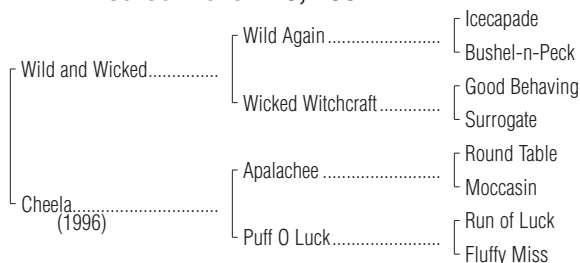 Icecapade
Wild Again
Bushel-n-Peck
Wild and Wicked
Good Behaving
Wicked Witchcraft
Surrogate
Round Table
Apalachee
Moccasin
Cheela
(1996)
Run of Luck
Puff O Luck
Fluffy Miss